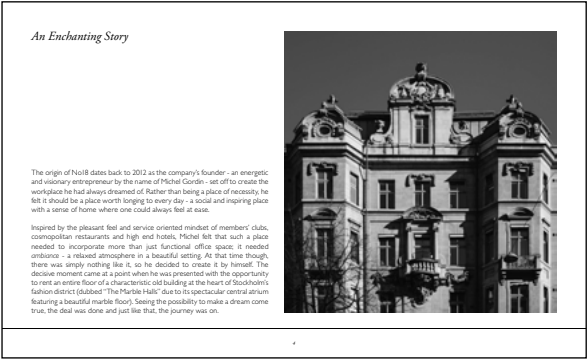 An Enchanting Story
The origin of No18 dates back to 2012 as the company's founder - an energetic
and visionary entrepreneur by the name of Michel Gordin - set off to create the
workplace he had always dreamed of. Rather than being a place of necessity, he
felt it should be a place worth longing to every day - a social and inspiring place
with a sense of home where one could always feel at ease.
Inspired by the pleasant feel and service oriented mindset of members' clubs,
cosmopolitan restaurants and high end hotels, Michel felt that such a place
needed to incorporate more than just functional office space; it needed
ambiance - a relaxed atmosphere in a beautiful setting. At that time though,
there was simply nothing like it, so he decided to create it by himself. The
decisive moment came at a point when he was presented with the opportunity
to rent an entire floor of a characteristic old building at the heart of Stockholm's
fashion district (dubbed "The Marble Halls" due to its spectacular central atrium
featuring a beautiful marble floor). Seeing the possibility to make a dream come
true, the deal was done and just like that, the journey was on.
4